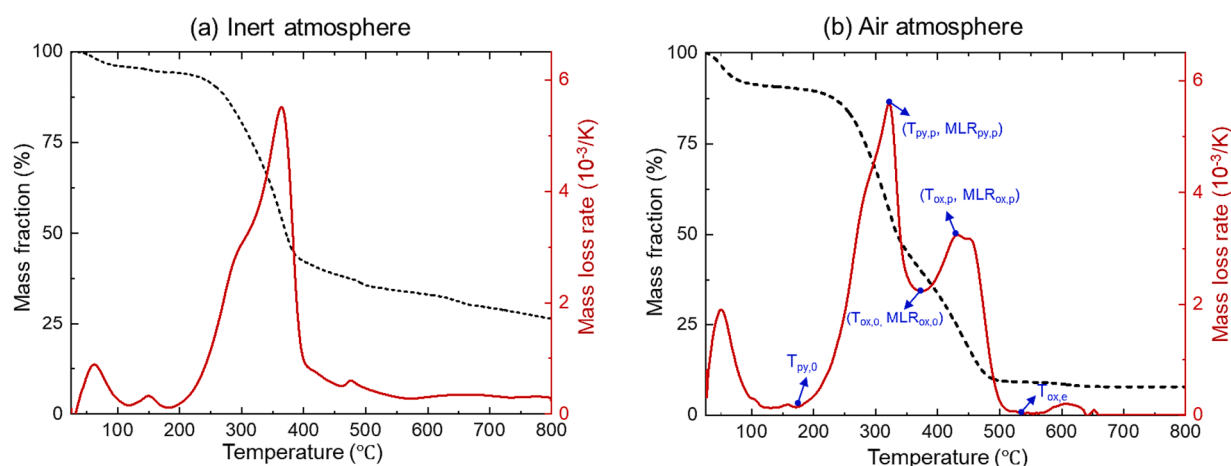 (a) Inert atmosphere
100
75
50
25
0
Mass fraction (%)
100 200 300 400 500 600 700 800
Temperature (℃)
6
4
2
0
Mass loss rate (10⁻³/K)
(b) Air atmosphere
100
75
50
25
0
Mass fraction (%)
(T_py,p, MLR_py,p)
(T_ox,p, MLR_ox,p)
(T_ox,0, MLR_ox,0)
T_py,0
T_ox,e
100 200 300 400 500 600 700 800
Temperature (℃)
6
4
2
0
Mass loss rate (10⁻³/K)